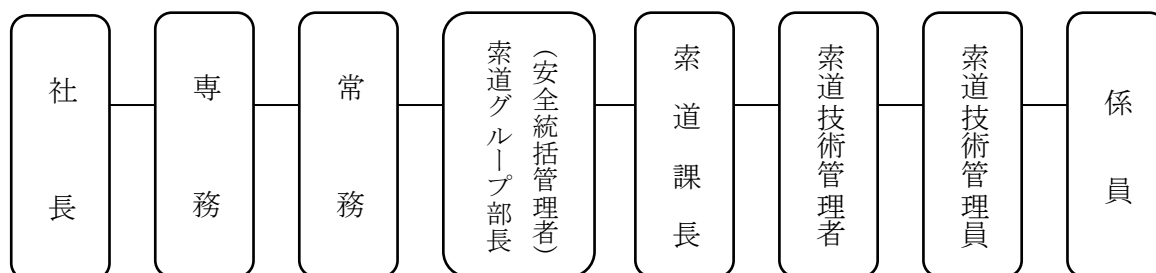 社長
専務
常務
(安全統括管理者)
索道グループ部長
索道課長
索道技術管理者
索道技術管理員
係員